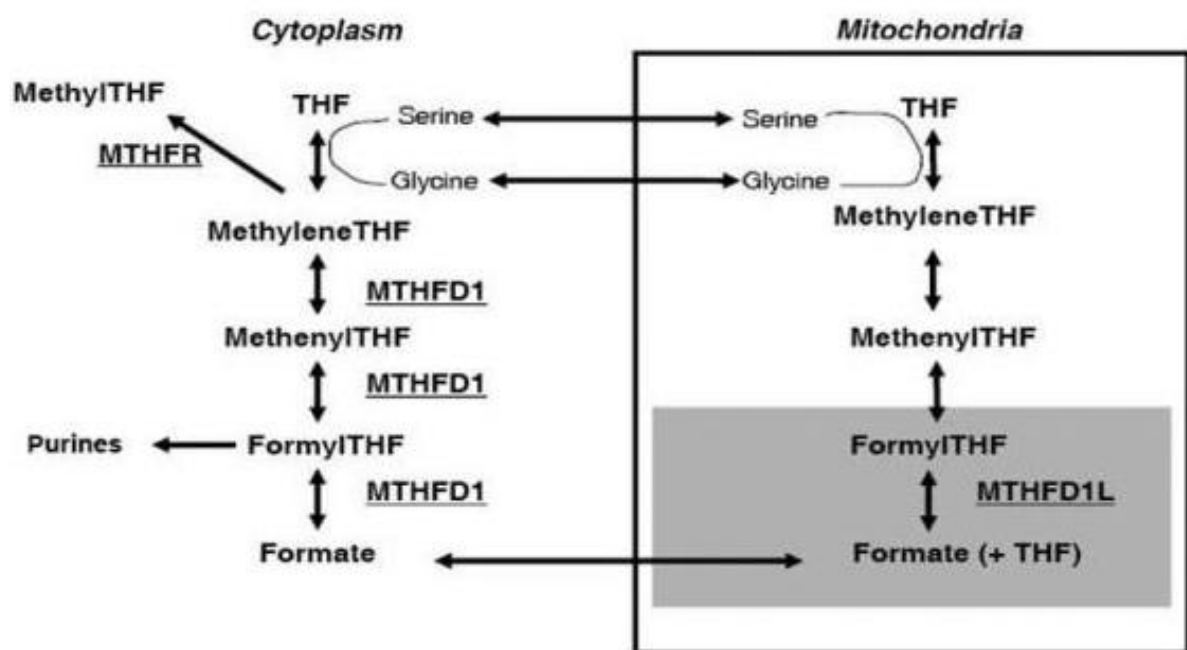 Cytoplasm
Mitochondria
MethylTHF
THF
Serine
Serine
THF
MTHFR
Glycine
Glycine
MethyleneTHF
MethyleneTHF
MTHFD1
MethenylTHF
MethenylTHF
MTHFD1
Purines
FormylTHF
FormylTHF
MTHFD1
MTHFD1L
Formate
Formate (+ THF)